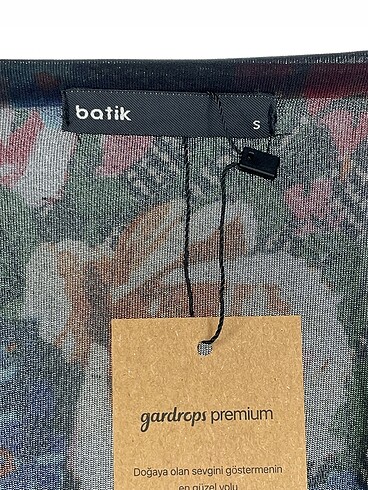 batik
S
gardrops premium
Doğaya olan sevgini göstermenin
en güzel yolu